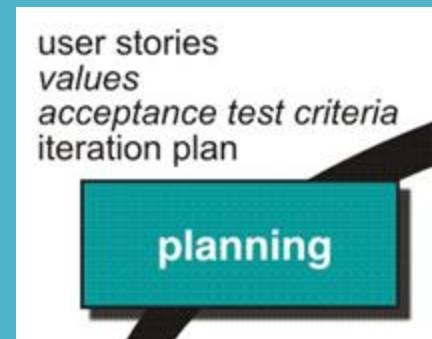 user stories
values
acceptance test criteria
iteration plan
planning